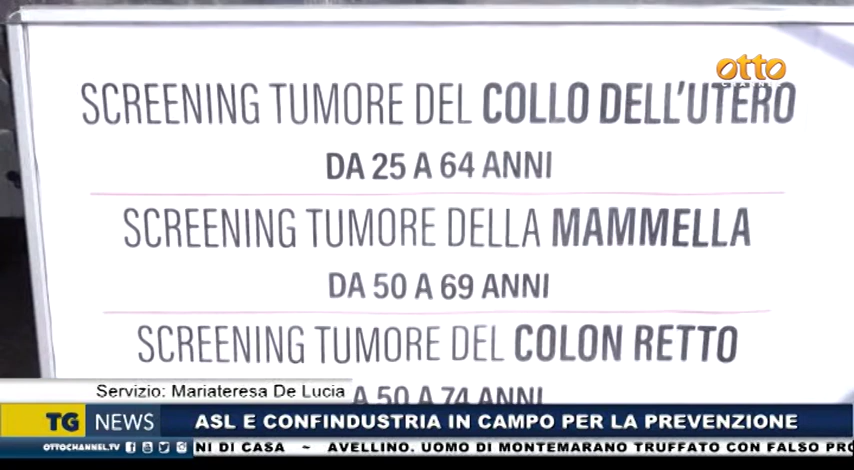 otto
SCREENING TUMORE DEL COLLO DELL'UTERO
DA 25 A 64 ANNI
SCREENING TUMORE DELLA MAMMELLA
DA 50 A 69 ANNI
SCREENING TUMORE DEL COLON RETTO
A 50 A 74 ANNI
Servizio: Mariateresa De Lucia
TG NEWS ASL E CONFINDUSTRIA IN CAMPO PER LA PREVENZIONE
OTTOCHANNEL.TV NI DI CASA ~ AVELLINO. UOMO DI MONTEMARANO TRUFFATO CON FALSO PRO